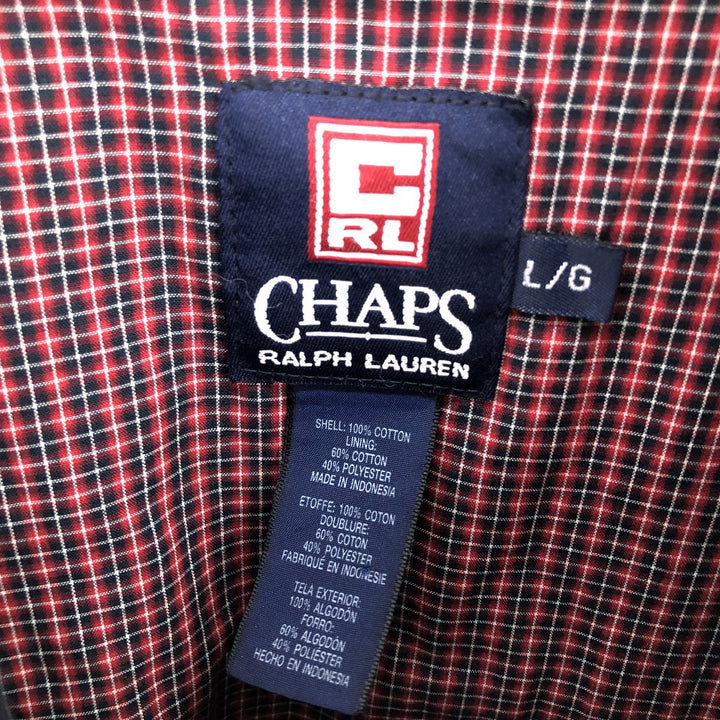 C
RL
CHAPS
RALPH LAUREN
L/G
SHELL: 100% COTTON
LINING:
60% COTTON
40% POLYESTER
MADE IN INDONESIA
ETOFFE: 100% COTON
DOUBLURE:
60% COTON
40% POLYESTER
FABRIQUÉ EN INDONESIE
TELA EXTERIOR:
100% ALGODÓN
FORRO:
60% ALGODÓN
40% POLIÉSTER
HECHO EN INDONESIA